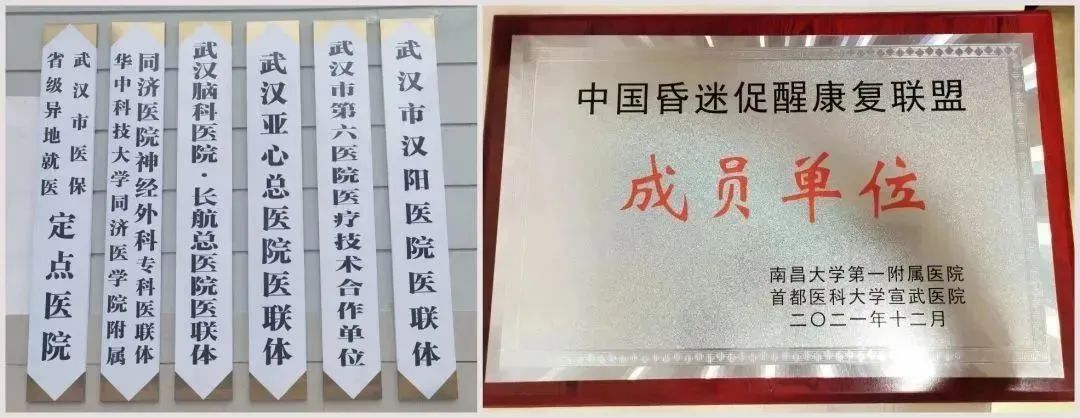 武汉市医保
省级异地就医
定点医院
华中科技大学同济医学院附属
同济医院神经外科专科医联体
武汉脑科医院·长航总医院医联体
武汉亚心总医院医联体
武汉市第六医院医疗技术合作单位
武汉市汉阳医院医联体
中国昏迷促醒康复联盟
成员单位
南昌大学第一附属医院
首都医科大学宣武医院
二〇二一年十二月